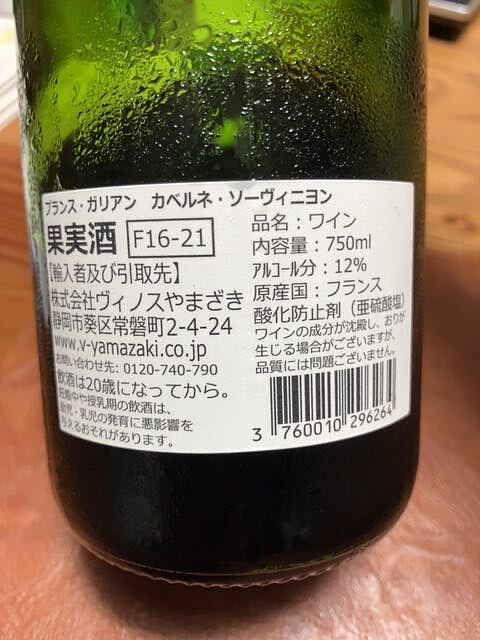 フランス・ガリアン カベルネ・ソーヴィニヨン
果実酒 F16-21
【輸入者及び引取先】
株式会社ヴィノスやまざき
静岡市葵区常磐町2-4-24
www.v-yamazaki.co.jp
お問い合わせ先: 0120-740-790
飲酒は20歳になってから。
妊娠中や授乳期の飲酒は、
胎児・乳児の発育に悪影響を
与えるおそれがあります。
品名：ワイン
内容量：750ml
アルコール分：12%
原産国：フランス
酸化防止剤（亜硫酸塩）
ワインの成分が沈殿し、おりが
生じる場合がございますが、
品質には問題ございません。
3 760010 296264